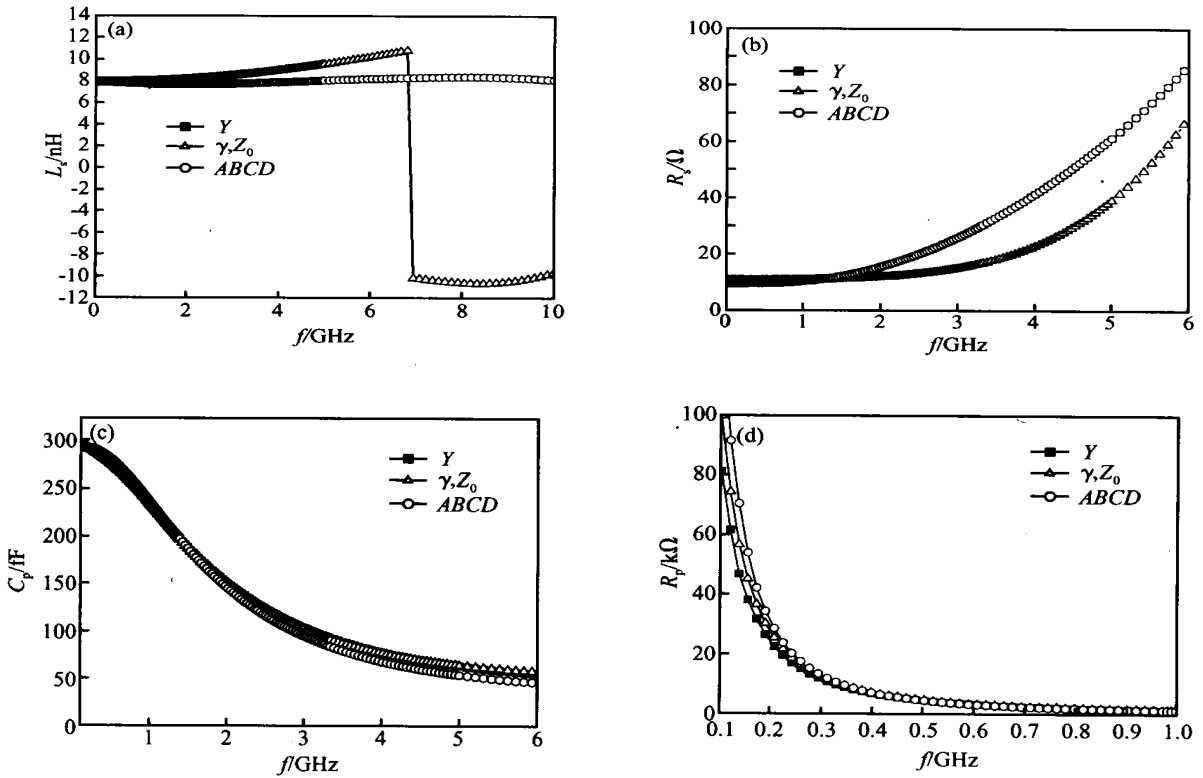 (a)
14
12
10
8
6
4
2
0
-2
-4
-6
-8
-10
-12
Lₛ/nH
Y
γ,Z₀
ABCD
0 2 4 6 8 10
f/GHz
(b)
100
80
60
40
20
0
Rₛ/Ω
Y
γ,Z₀
ABCD
0 1 2 3 4 5 6
f/GHz
(c)
300
250
200
150
100
50
0
Cₚ/fF
Y
γ,Z₀
ABCD
1 2 3 4 5 6
f/GHz
(d)
100
80
60
40
20
0
Rₚ/kΩ
Y
γ,Z₀
ABCD
0.1 0.2 0.3 0.4 0.5 0.6 0.7 0.8 0.9 1.0
f/GHz